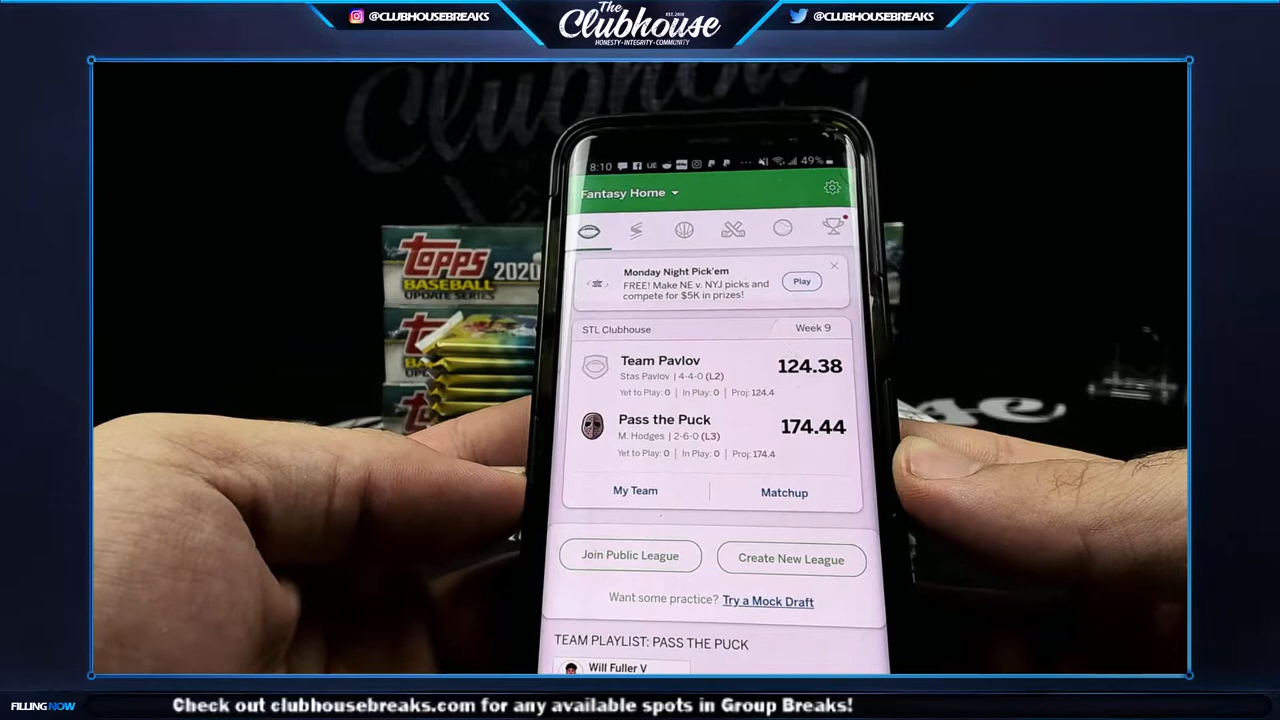 @CLUBHOUSEBREAKS
The
Clubhouse
EST. 2018
HONESTY · INTEGRITY · COMMUNITY
@CLUBHOUSEBREAKS
Clubhouse
8:10
49%
Fantasy Home
Monday Night Pick'em
FREE! Make NE v. NYJ picks and
compete for $5K in prizes!
Play
STL Clubhouse
Week 9
Team Pavlov
124.38
Stas Pavlov | 4-4-0 (L2)
Yet to Play: 0 | In Play: 0 | Proj: 124.4
Pass the Puck
174.44
M. Hodges | 2-6-0 (L3)
Yet to Play: 0 | In Play: 0 | Proj: 174.4
My Team
Matchup
Join Public League
Create New League
Want some practice? Try a Mock Draft
TEAM PLAYLIST: PASS THE PUCK
Will Fuller V
TOPPS 2020
BASEBALL
UPDATE SERIES
FILLING NOW
Check out clubhousebreaks.com for any available spots in Group Breaks!